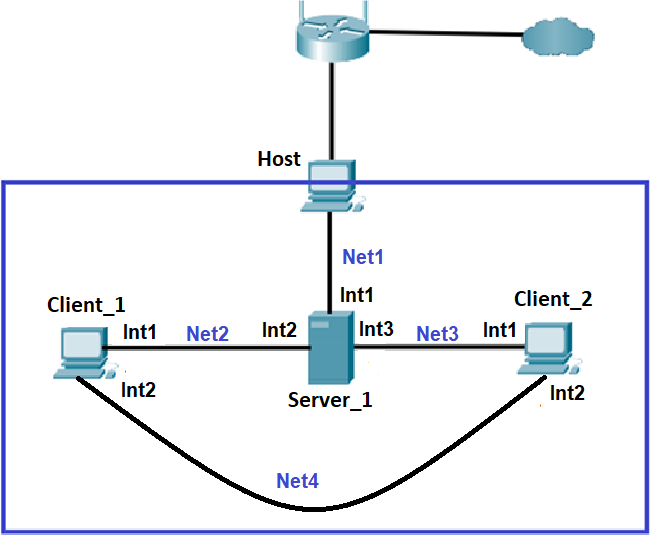 Host
Net1
Int1
Client_1
Client_2
Int1
Net2
Int2
Int3
Net3
Int1
Int2
Server_1
Int2
Net4